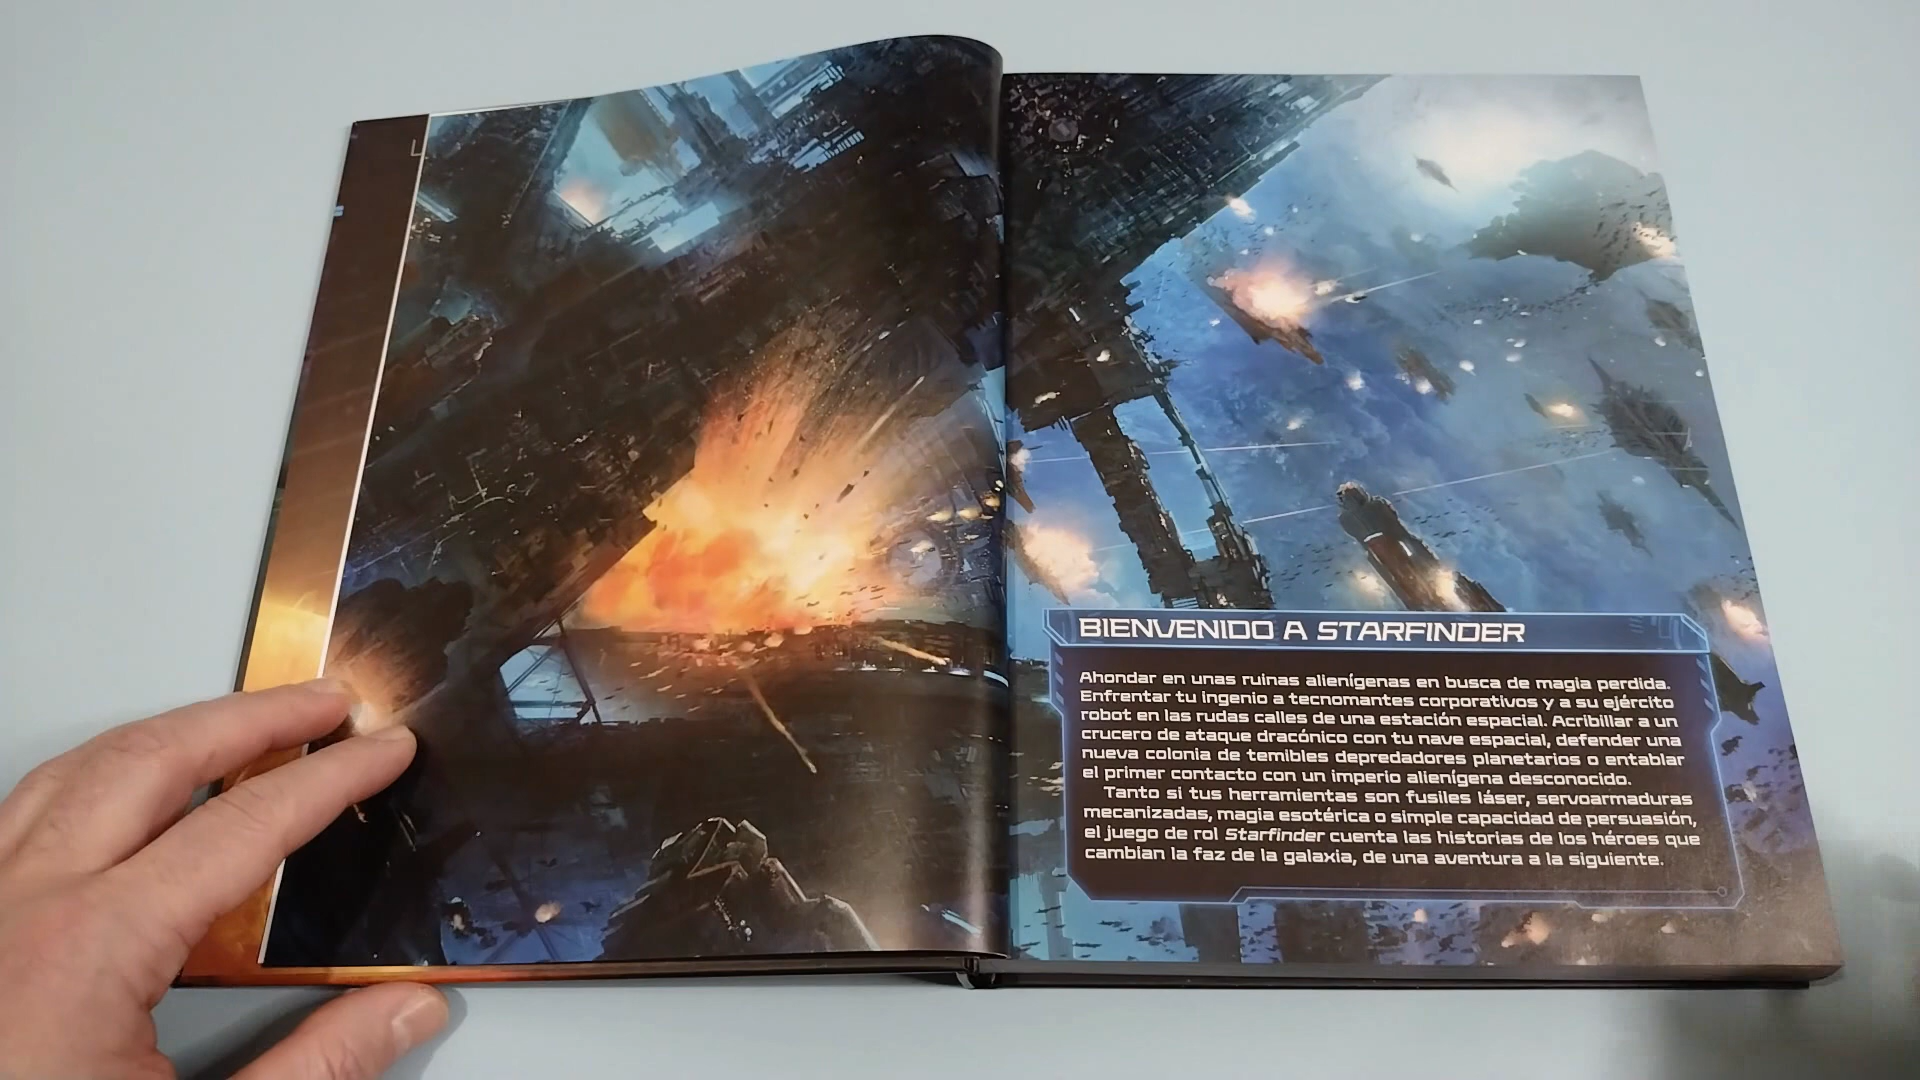 BIENVENIDO A STARFINDER
Ahondar en unas ruinas alienígenas en busca de magia perdida.
Enfrentar tu ingenio a tecnomantes corporativos y a su ejército
robot en las rudas calles de una estación espacial. Acribillar a un
crucero de ataque dracónico con tu nave espacial, defender una
nueva colonia de temibles depredadores planetarios o entablar
el primer contacto con un imperio alienígena desconocido.
Tanto si tus herramientas son fusiles láser, servoarmaduras
mecanizadas, magia esotérica o simple capacidad de persuasión,
el juego de rol Starfinder cuenta las historias de los héroes que
cambian la faz de la galaxia, de una aventura a la siguiente.